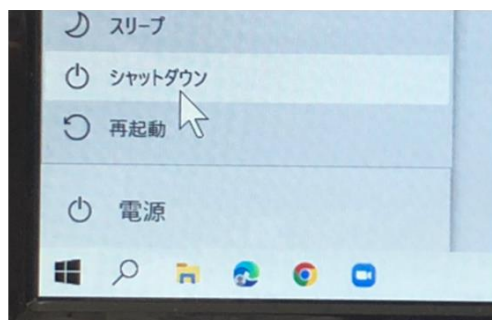 スリープ
シャットダウン
再起動
電源